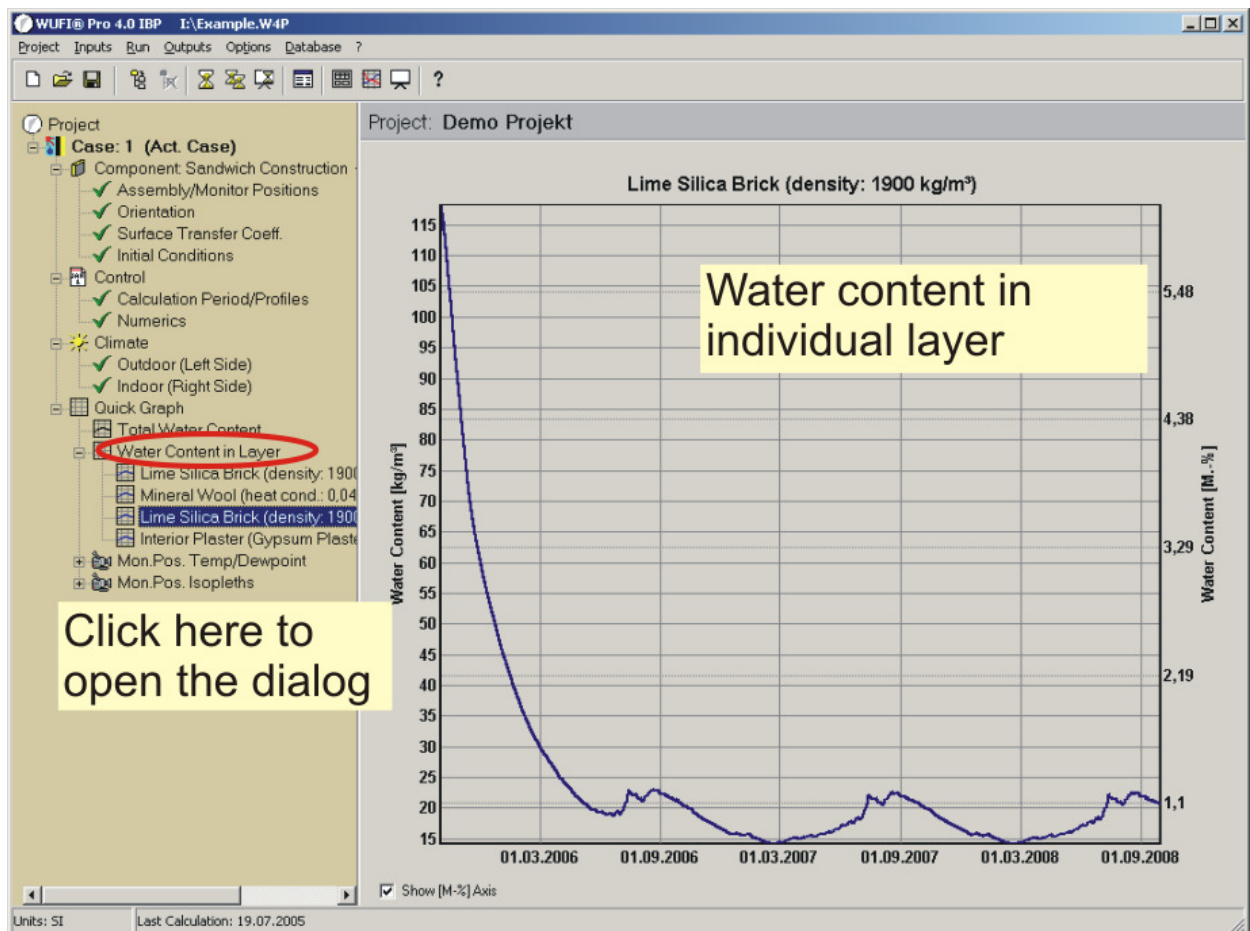 WUFI® Pro 4.0 IBP I:\Example.W4P
Project Inputs Run Outputs Options Database ?
?
Project
Case: 1 (Act. Case)
Component: Sandwich Construction
Assembly/Monitor Positions
Orientation
Surface Transfer Coeff.
Initial Conditions
Control
Calculation Period/Profiles
Numerics
Climate
Outdoor (Left Side)
Indoor (Right Side)
Quick Graph
Total Water Content
Water Content in Layer
Lime Silica Brick (density: 1900
Mineral Wool (heat cond.: 0,04
Lime Silica Brick (density: 1900
Interior Plaster (Gypsum Plaste
Mon.Pos. Temp/Dewpoint
Mon.Pos. Isopleths
Click here to
open the dialog
Project: Demo Projekt
Lime Silica Brick (density: 1900 kg/m³)
Water content in
individual layer
Water Content [kg/m³]
115
110
105
100
95
90
85
80
75
70
65
60
55
50
45
40
35
30
25
20
15
5,48
4,38
3,29
2,19
1,1
Water Content [M.-%]
01.03.2006 01.09.2006 01.03.2007 01.09.2007 01.03.2008 01.09.2008
Show [M-%] Axis
Units: SI Last Calculation: 19.07.2005